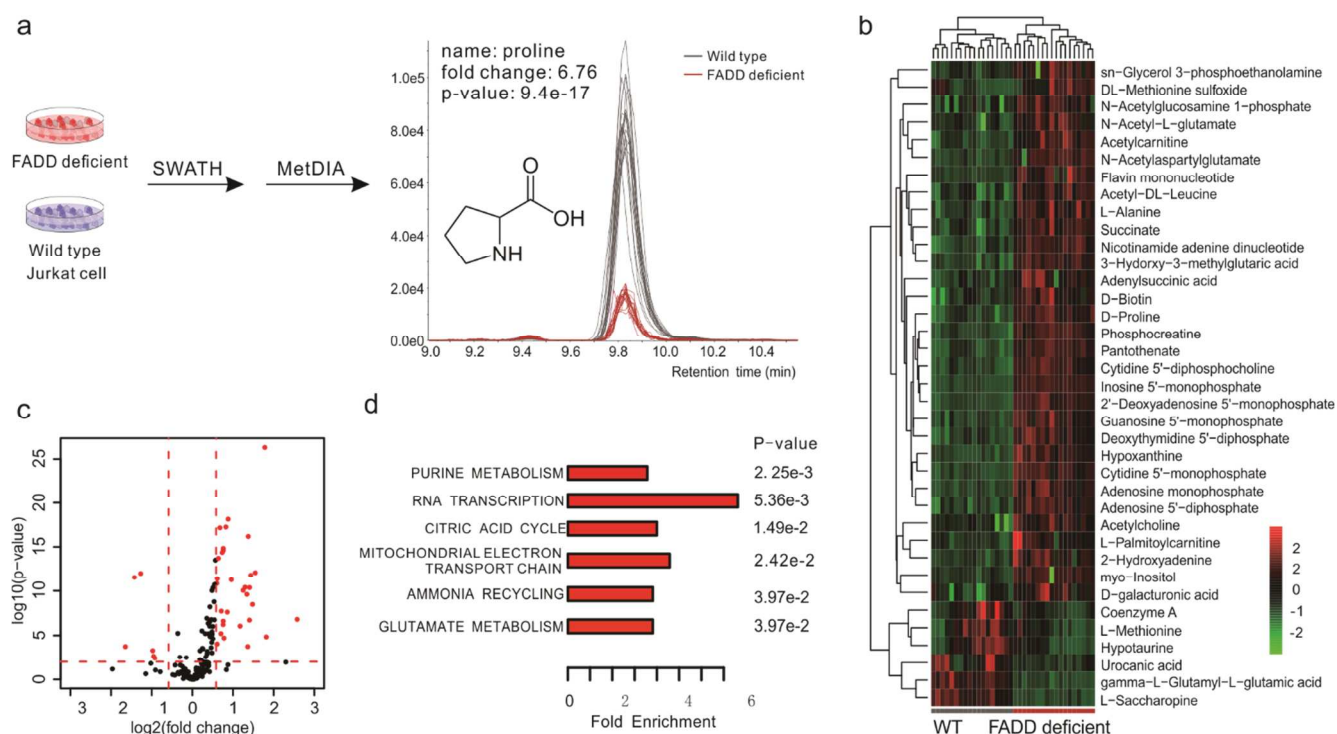 a
FADD deficient
Wild type
Jurkat cell
SWATH
MetDIA
name: proline
fold change: 6.76
p-value: 9.4e-17
Wild type
FADD deficient
1.0e5
8.0e4
6.0e4
4.0e4
2.0e4
0.0e0
O
OH
NH
9.0 9.2 9.4 9.6 9.8 10.0 10.2 10.4
Retention time (min)
b
sn-Glycerol 3-phosphoethanolamine
DL-Methionine sulfoxide
N-Acetylglucosamine 1-phosphate
N-Acetyl-L-glutamate
Acetylcarnitine
N-Acetylaspartylglutamate
Flavin mononucleotide
Acetyl-DL-Leucine
L-Alanine
Succinate
Nicotinamide adenine dinucleotide
3-Hydorxy-3-methylglutaric acid
Adenylsuccinic acid
D-Biotin
D-Proline
Phosphocreatine
Pantothenate
Cytidine 5'-diphosphocholine
Inosine 5'-monophosphate
2'-Deoxyadenosine 5'-monophosphate
Guanosine 5'-monophosphate
Deoxythymidine 5'-diphosphate
Hypoxanthine
Cytidine 5'-monophosphate
Adenosine monophosphate
Adenosine 5'-diphosphate
Acetylcholine
L-Palmitoylcarnitine
2-Hydroxyadenine
myo-Inositol
D-galacturonic acid
Coenzyme A
L-Methionine
Hypotaurine
Urocanic acid
gamma-L-Glutamyl-L-glutamic acid
L-Saccharopine
2
1
0
-1
-2
WT FADD deficient
c
25
20
15
10
5
0
log10(p-value)
3 2 1 0 1 2 3
log2(fold change)
d
P-value
PURINE METABOLISM 2.25e-3
RNA TRANSCRIPTION 5.36e-3
CITRIC ACID CYCLE 1.49e-2
MITOCHONDRIAL ELECTRON
TRANSPORT CHAIN 2.42e-2
AMMONIA RECYCLING 3.97e-2
GLUTAMATE METABOLISM 3.97e-2
0 2 4 6
Fold Enrichment